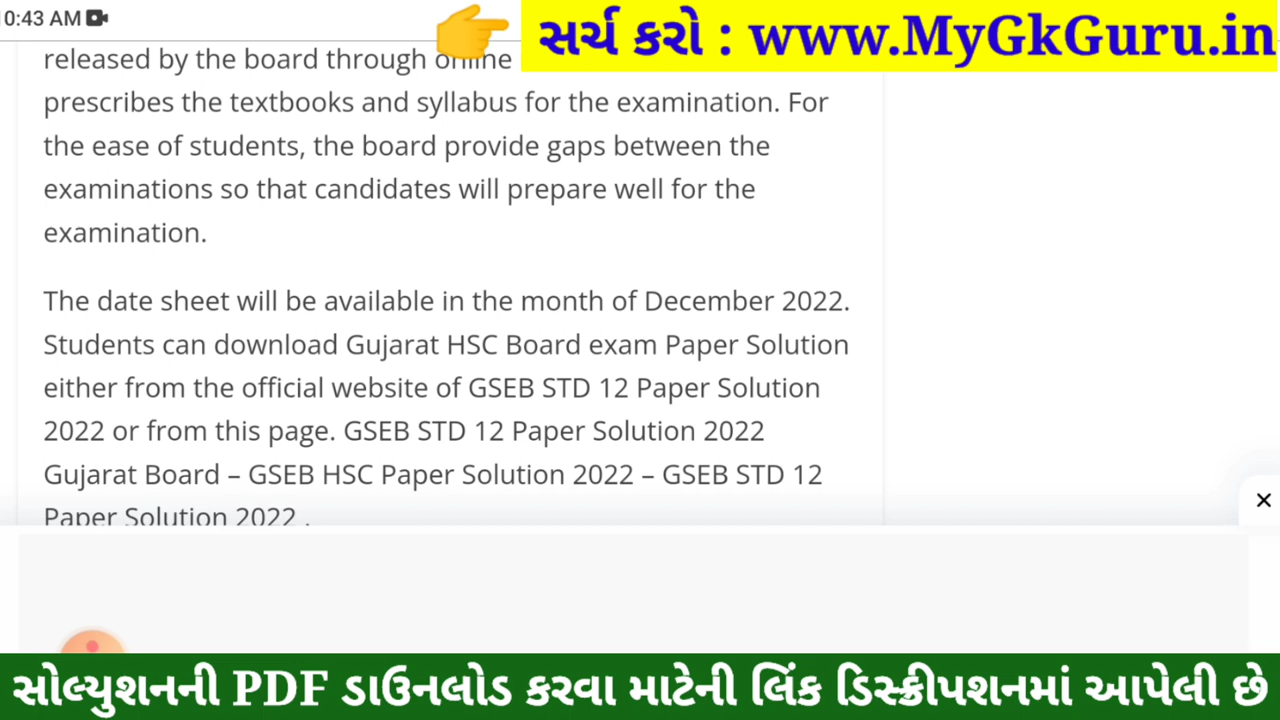 0:43 AM
સર્ચ કરો : www.MyGkGuru.in
released by the board through online
prescribes the textbooks and syllabus for the examination. For
the ease of students, the board provide gaps between the
examinations so that candidates will prepare well for the
examination.
The date sheet will be available in the month of December 2022.
Students can download Gujarat HSC Board exam Paper Solution
either from the official website of GSEB STD 12 Paper Solution
2022 or from this page. GSEB STD 12 Paper Solution 2022
Gujarat Board – GSEB HSC Paper Solution 2022 – GSEB STD 12
Paper Solution 2022 .
સોલ્યુશનની PDF ડાઉનલોડ કરવા માટેની લિંક ડિસ્ક્રીપશનમાં આપેલી છે